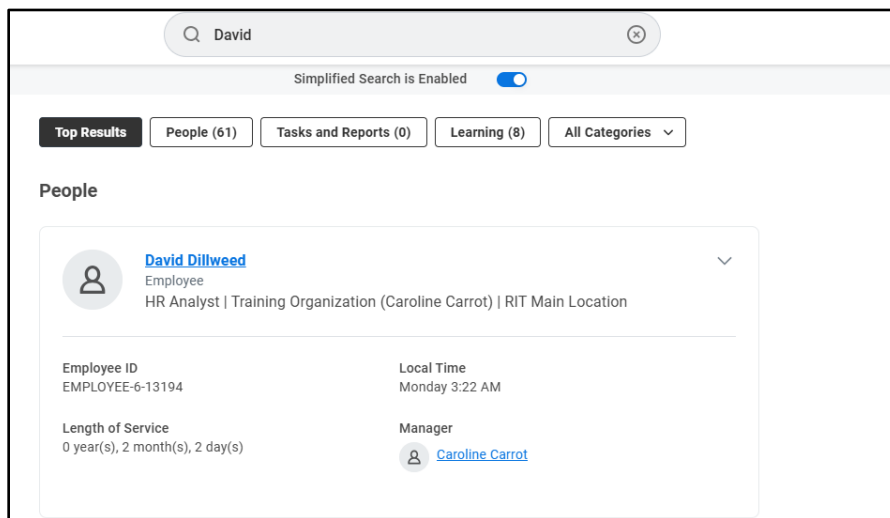 David
Simplified Search is Enabled
Top Results
People (61)
Tasks and Reports (0)
Learning (8)
All Categories
People
David Dillweed
Employee
HR Analyst | Training Organization (Caroline Carrot) | RIT Main Location
Employee ID
EMPLOYEE-6-13194
Local Time
Monday 3:22 AM
Length of Service
0 year(s), 2 month(s), 2 day(s)
Manager
Caroline Carrot